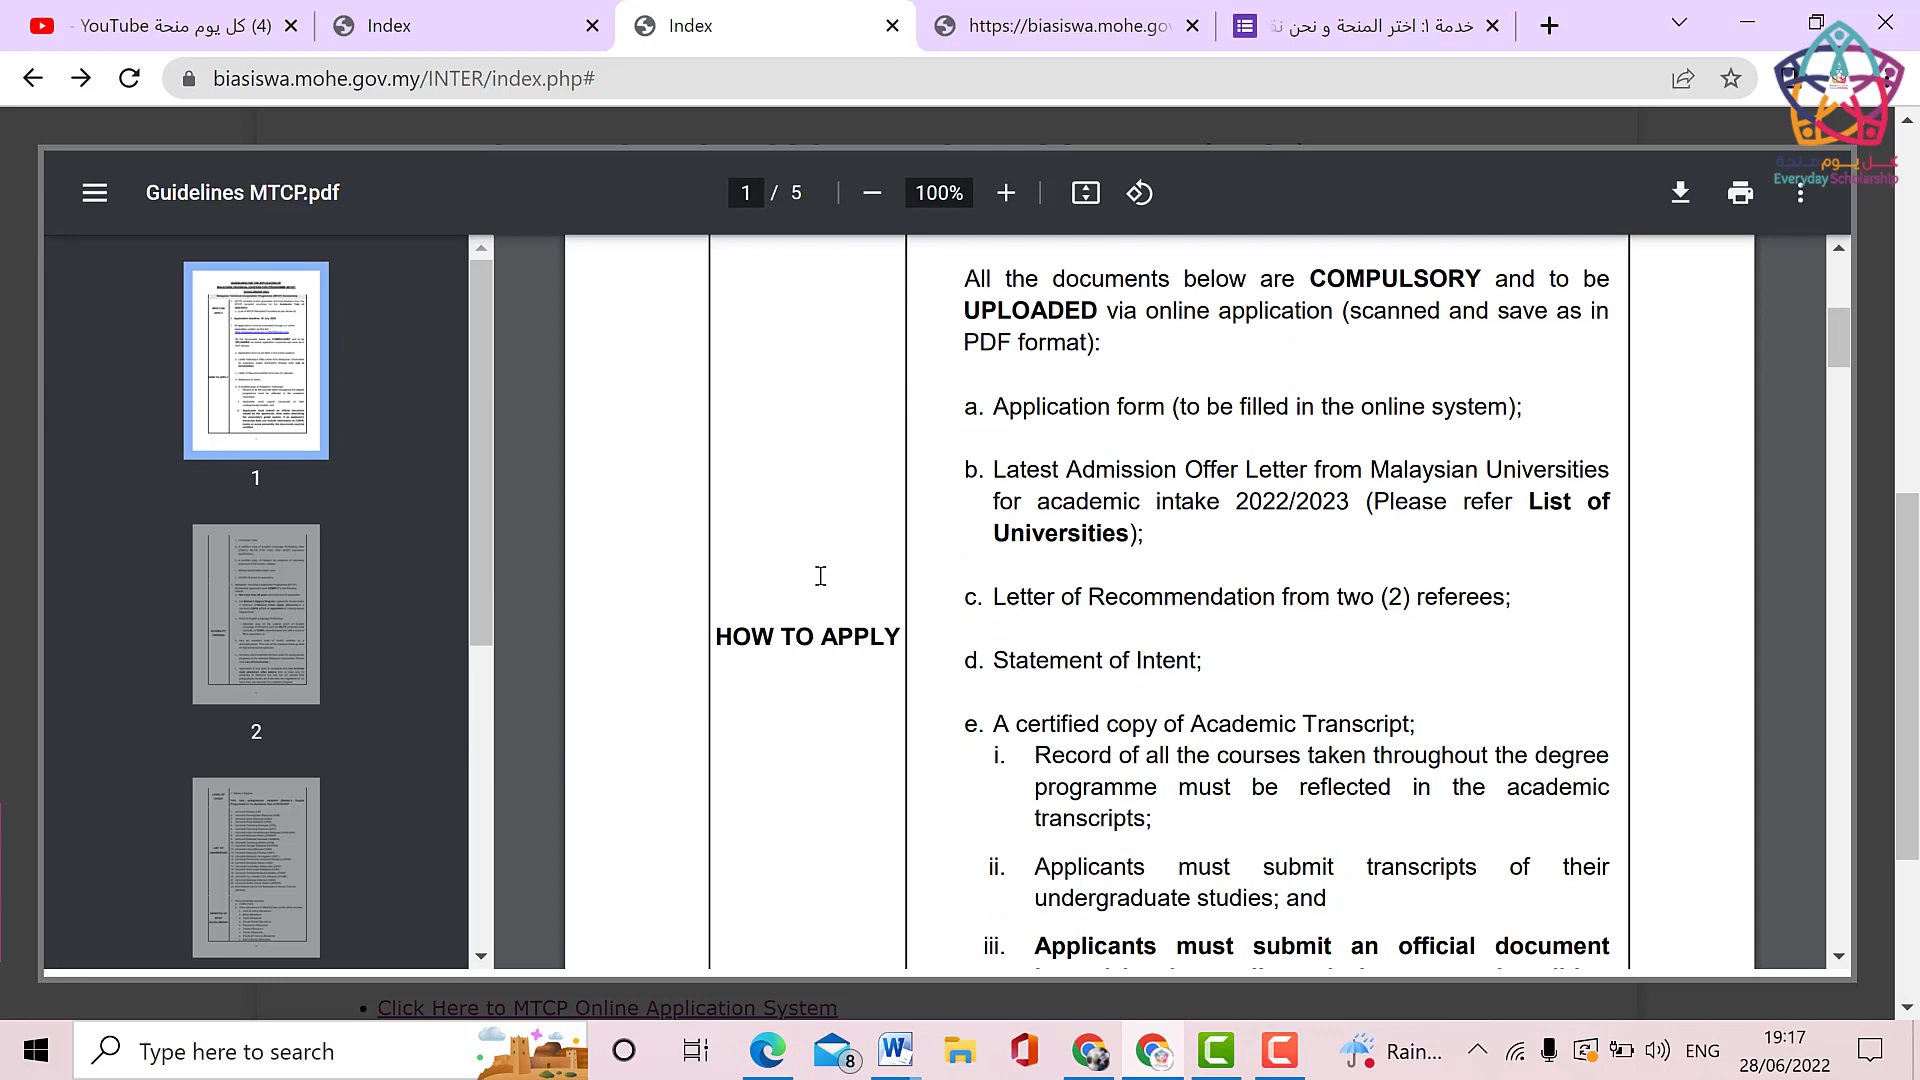 (4) كل يوم منحة - YouTube
Index
Index
https://biasiswa.mohe.gov
خدمة ١: اختر المنحة و نحن نة
biasiswa.mohe.gov.my/INTER/index.php#
كل يوم منحة
Everyday Scholarship
Guidelines MTCP.pdf
1 / 5
100%
All the documents below are COMPULSORY and to be
UPLOADED via online application (scanned and save as in
PDF format):
a. Application form (to be filled in the online system);
b. Latest Admission Offer Letter from Malaysian Universities
for academic intake 2022/2023 (Please refer List of
Universities);
c. Letter of Recommendation from two (2) referees;
HOW TO APPLY
d. Statement of Intent;
e. A certified copy of Academic Transcript;
i. Record of all the courses taken throughout the degree
programme must be reflected in the academic
transcripts;
ii. Applicants must submit transcripts of their
undergraduate studies; and
iii. Applicants must submit an official document
1
2
Click Here to MTCP Online Application System
Type here to search
8
Rain...
ENG
19:17
28/06/2022